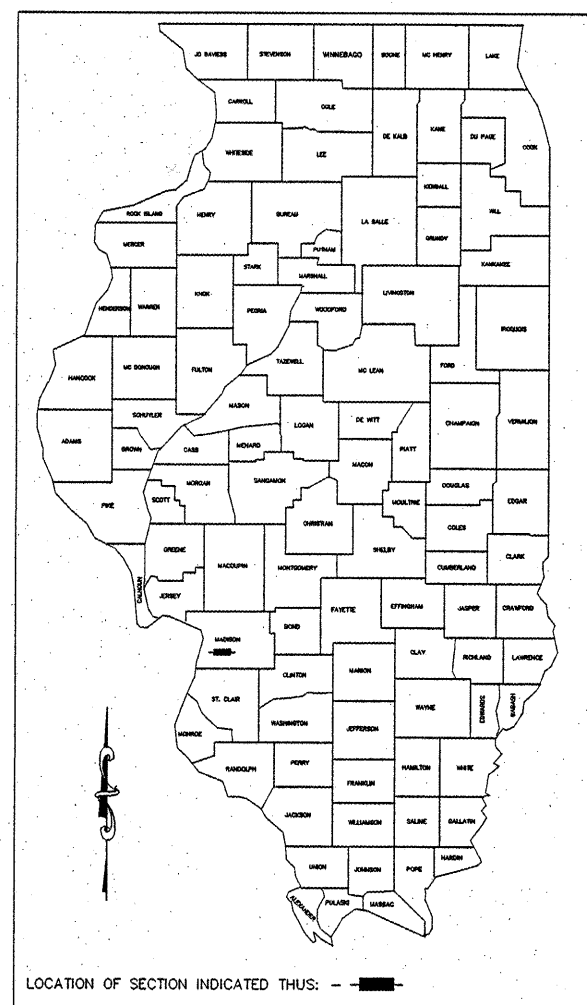 JO DAVIESS STEVENSON WINNEBAGO BOONE MC HENRY LAKE
CARROLL OGLE DE KALB KANE DU PAGE COOK
WHITESIDE LEE
KENDALL
ROCK ISLAND HENRY BUREAU LA SALLE WILL
MERCER PUTNAM GRUNDY
STARK MARSHALL KANKAKEE
HENDERSON WARREN KNOX PEORIA WOODFORD LIVINGSTON IROQUOIS
HANCOCK MC DONOUGH FULTON TAZEWELL MC LEAN FORD
MASON
SCHUYLER LOGAN DE WITT CHAMPAIGN VERMILION
ADAMS BROWN CASS MENARD PIATT
MACON
PIKE SCOTT MORGAN SANGAMON MOULTRIE DOUGLAS EDGAR
CHRISTIAN COLES
GREENE MACOUPIN MONTGOMERY SHELBY CUMBERLAND CLARK
CALHOUN JERSEY FAYETTE EFFINGHAM JASPER CRAWFORD
MADISON BOND
CLAY RICHLAND LAWRENCE
CLINTON MARION
ST. CLAIR WAYNE EDWARDS WABASH
WASHINGTON JEFFERSON
MONROE
RANDOLPH PERRY HAMILTON WHITE
FRANKLIN
JACKSON WILLIAMSON SALINE GALLATIN
UNION JOHNSON POPE HARDIN
ALEXANDER PULASKI MASSAC
LOCATION OF SECTION INDICATED THUS: